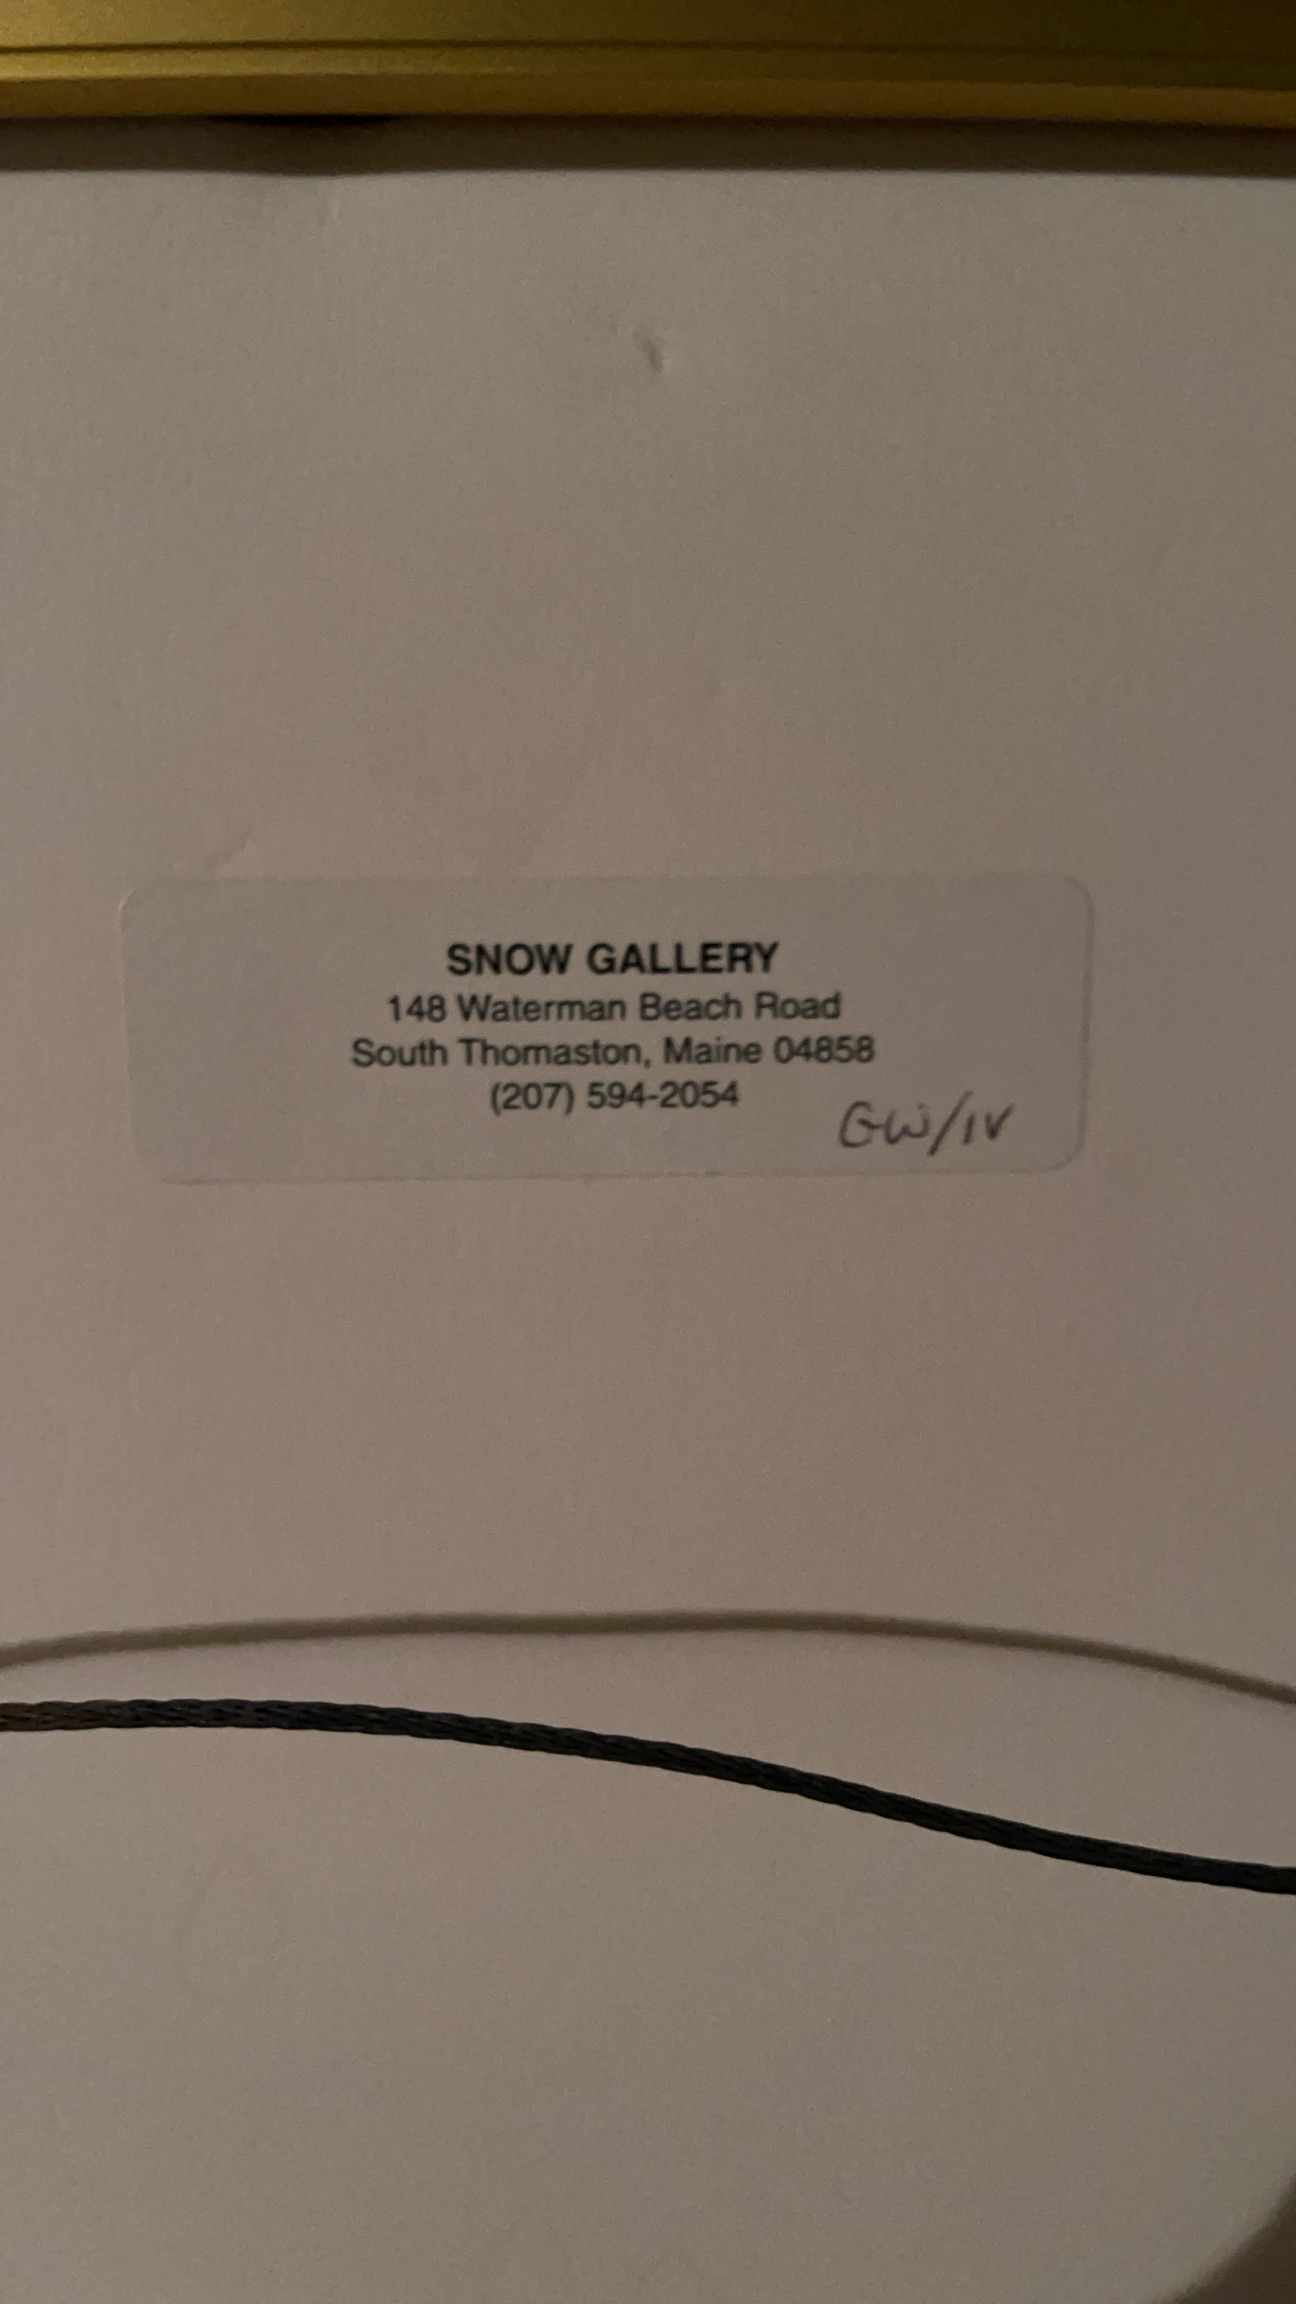 SNOW GALLERY
148 Waterman Beach Road
South Thomaston, Maine 04858
(207) 594-2054
GW/IV